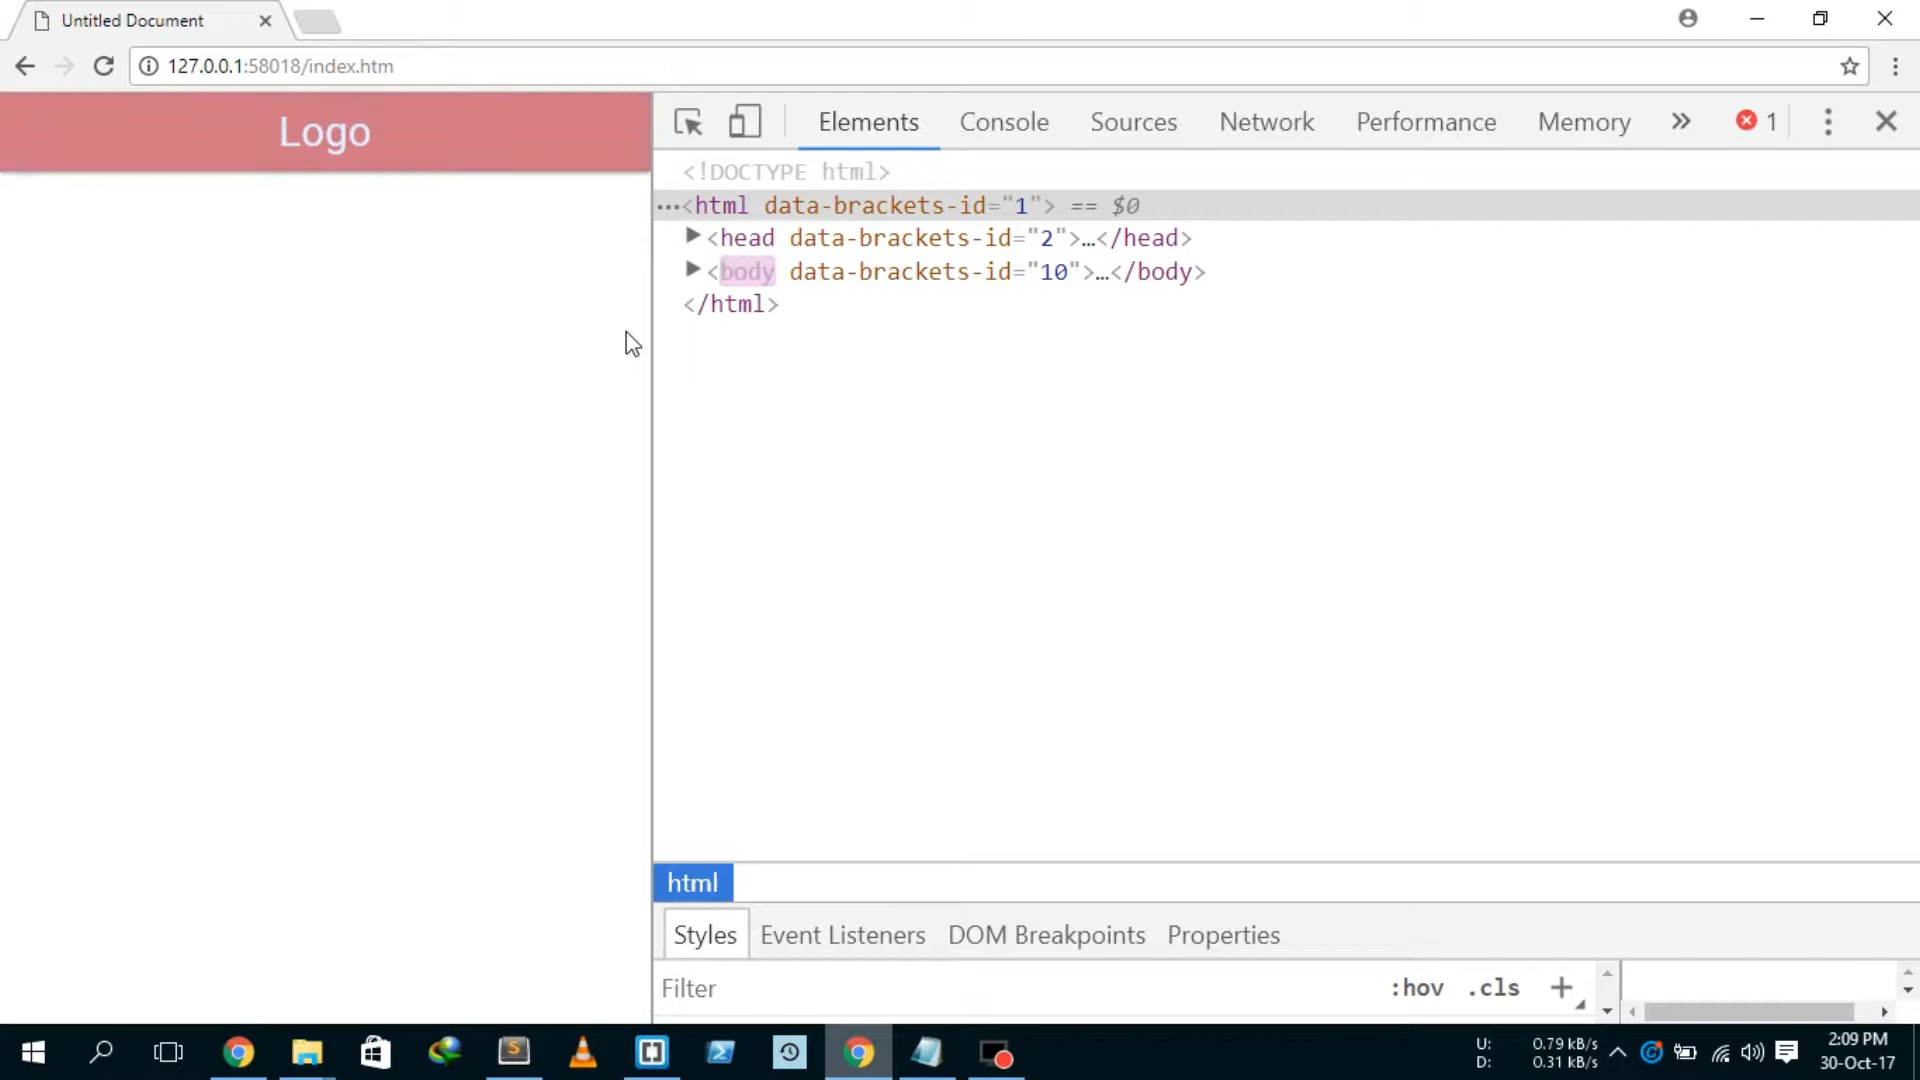 Untitled Document
127.0.0.1:58018/index.htm
Logo
Elements Console Sources Network Performance Memory » 1
<!DOCTYPE html>
…<html data-brackets-id="1"> == $0
<head data-brackets-id="2">…</head>
<body data-brackets-id="10">…</body>
</html>
html
Styles Event Listeners DOM Breakpoints Properties
Filter :hov .cls +
U: 0.79 kB/s
D: 0.31 kB/s
2:09 PM
30-Oct-17